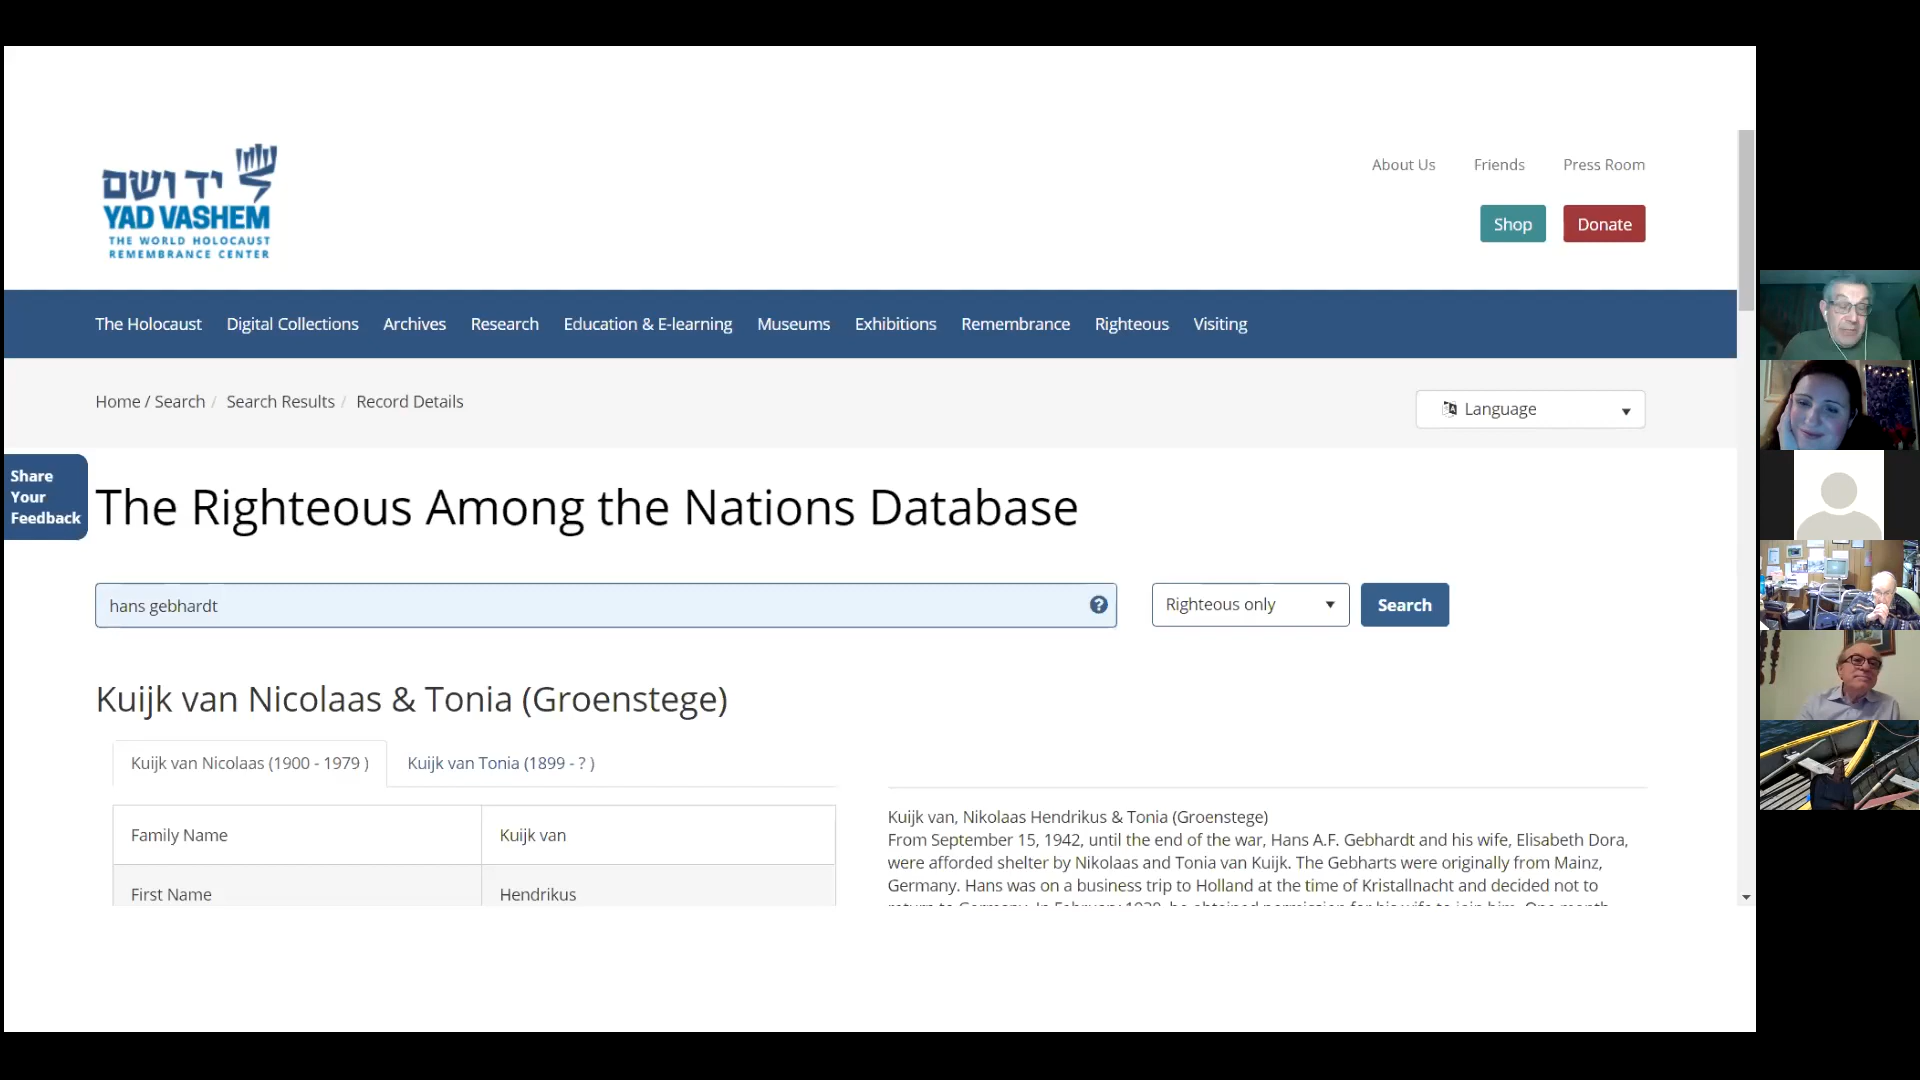 יד ושם
YAD VASHEM
THE WORLD HOLOCAUST
REMEMBRANCE CENTER
About Us Friends Press Room
Shop Donate
The Holocaust Digital Collections Archives Research Education & E-learning Museums Exhibitions Remembrance Righteous Visiting
Home / Search / Search Results / Record Details
Language
Share
Your
Feedback
The Righteous Among the Nations Database
hans gebhardt
Righteous only
Search
Kuijk van Nicolaas & Tonia (Groenstege)
Kuijk van Nicolaas (1900 - 1979 ) Kuijk van Tonia (1899 - ? )
Family Name Kuijk van
First Name Hendrikus
Kuijk van, Nikolaas Hendrikus & Tonia (Groenstege)
From September 15, 1942, until the end of the war, Hans A.F. Gebhardt and his wife, Elisabeth Dora,
were afforded shelter by Nikolaas and Tonia van Kuijk. The Gebharts were originally from Mainz,
Germany. Hans was on a business trip to Holland at the time of Kristallnacht and decided not to